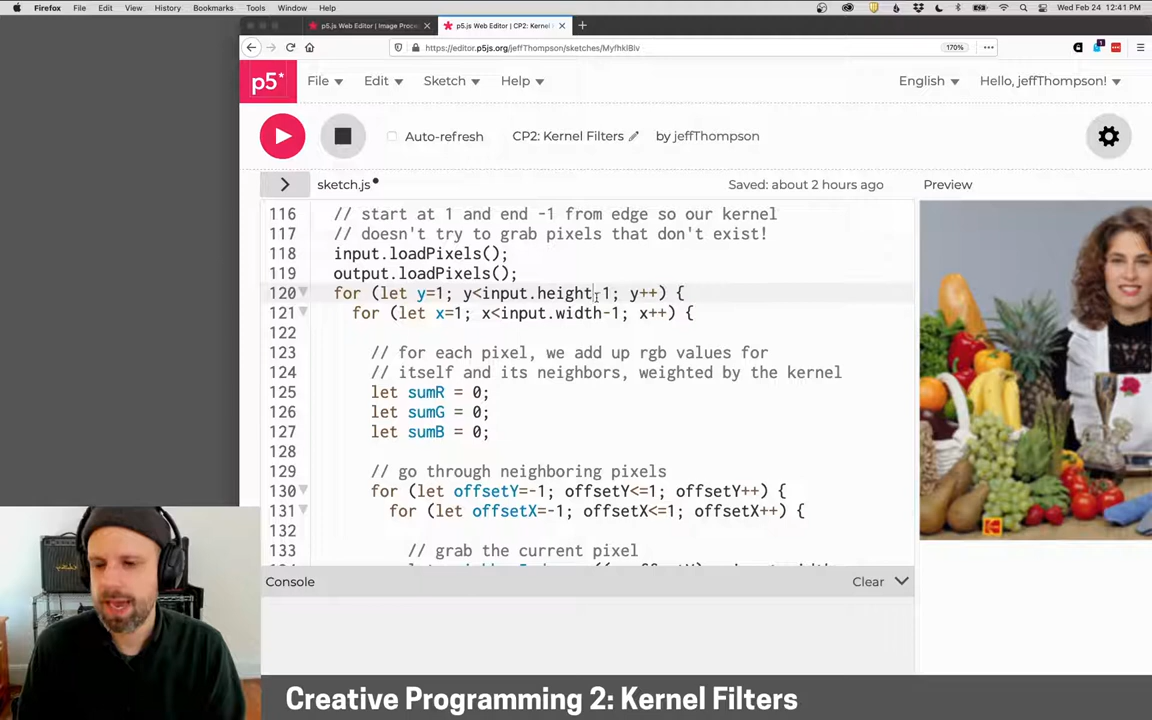 Firefox File Edit View History Bookmarks Tools Window Help Wed Feb 24 12:41 PM
p5.js Web Editor | Image Proc p5.js Web Editor | CP2: Kernel
https://editor.p5js.org/jeffThompson/sketches/ 170%
p5* File Edit Sketch Help English Hello, jeffThompson!
Auto-refresh CP2: Kernel Filters by jeffThompson
sketch.js Saved: about 2 hours ago Preview
116 // start at 1 and end -1 from edge so our kernel
117 // doesn't try to grab pixels that don't exist!
118 input.loadPixels();
119 output.loadPixels();
120 for (let y=1; y<input.height-1; y++) {
121 for (let x=1; x<input.width-1; x++) {
122
123 // for each pixel, we add up rgb values for
124 // itself and its neighbors, weighted by the kernel
125 let sumR = 0;
126 let sumG = 0;
127 let sumB = 0;
128
129 // go through neighboring pixels
130 for (let offsetY=-1; offsetY<=1; offsetY++) {
131 for (let offsetX=-1; offsetX<=1; offsetX++) {
132
133 // grab the current pixel
Console Clear
Creative Programming 2: Kernel Filters